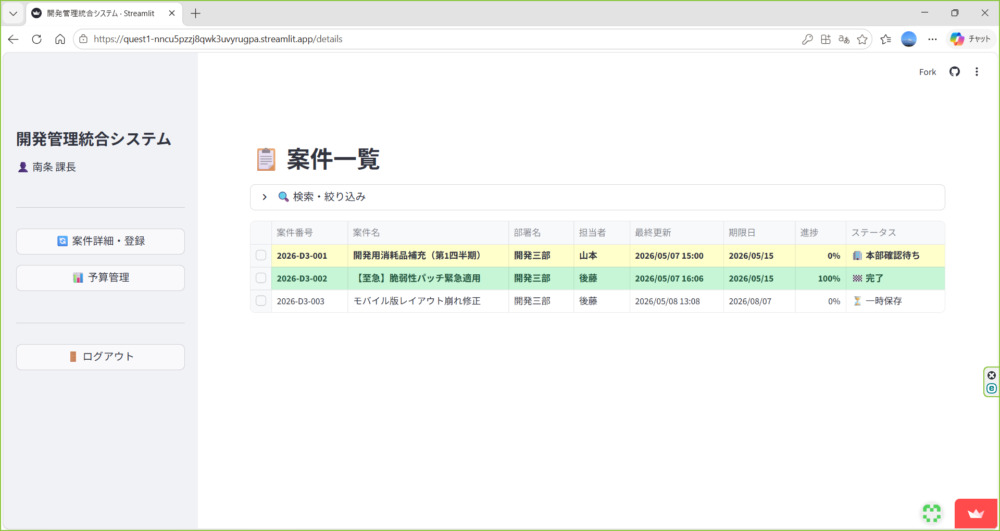 開発管理統合システム · Streamlit
https://quest1-nncu5pzzj8qwk3uvyrugpa.streamlit.app/details
aあ
チャット
Fork
開発管理統合システム
南条 課長
案件詳細・登録
予算管理
ログアウト
案件一覧
検索・絞り込み
案件番号 案件名 部署名 担当者 最終更新 期限日 進捗 ステータス
2026-D3-001 開発用消耗品補充（第1四半期） 開発三部 山本 2026/05/07 15:00 2026/05/15 0% 本部確認待ち
2026-D3-002 【至急】脆弱性パッチ緊急適用 開発三部 後藤 2026/05/07 16:06 2026/05/15 100% 完了
2026-D3-003 モバイル版レイアウト崩れ修正 開発三部 後藤 2026/05/08 13:08 2026/08/07 0% 一時保存